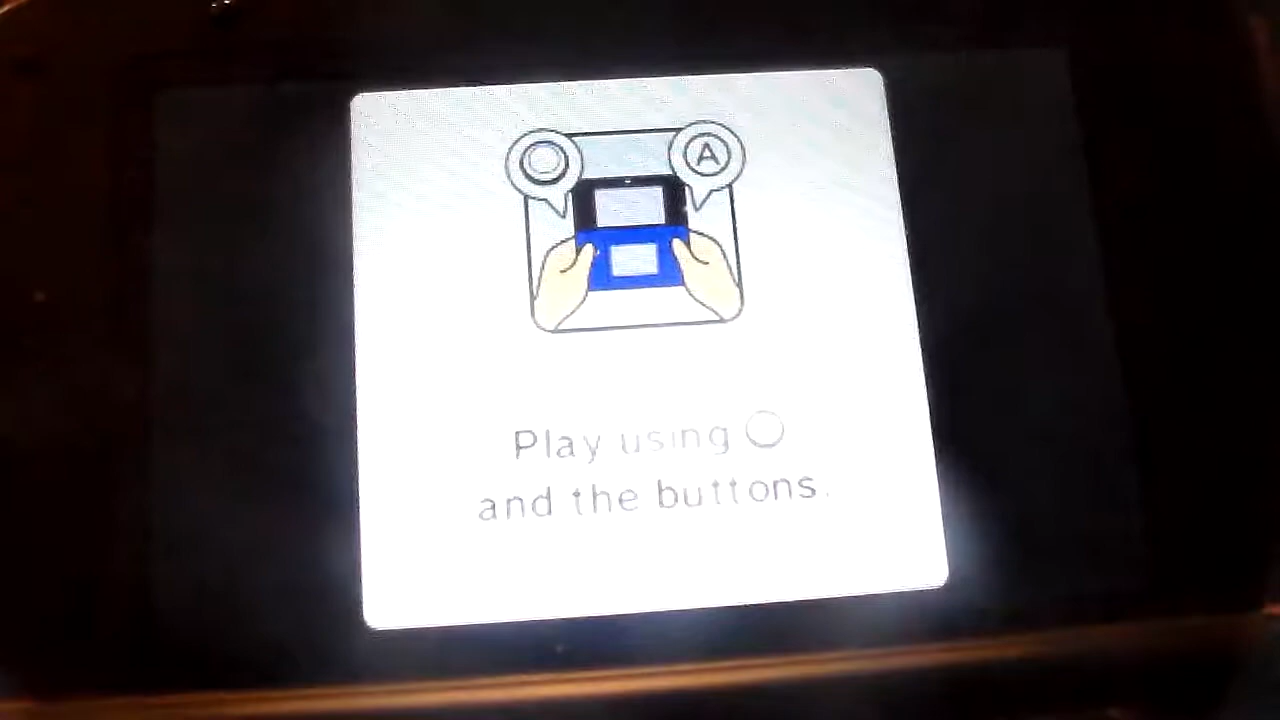 A
Play using ◯
and the buttons.